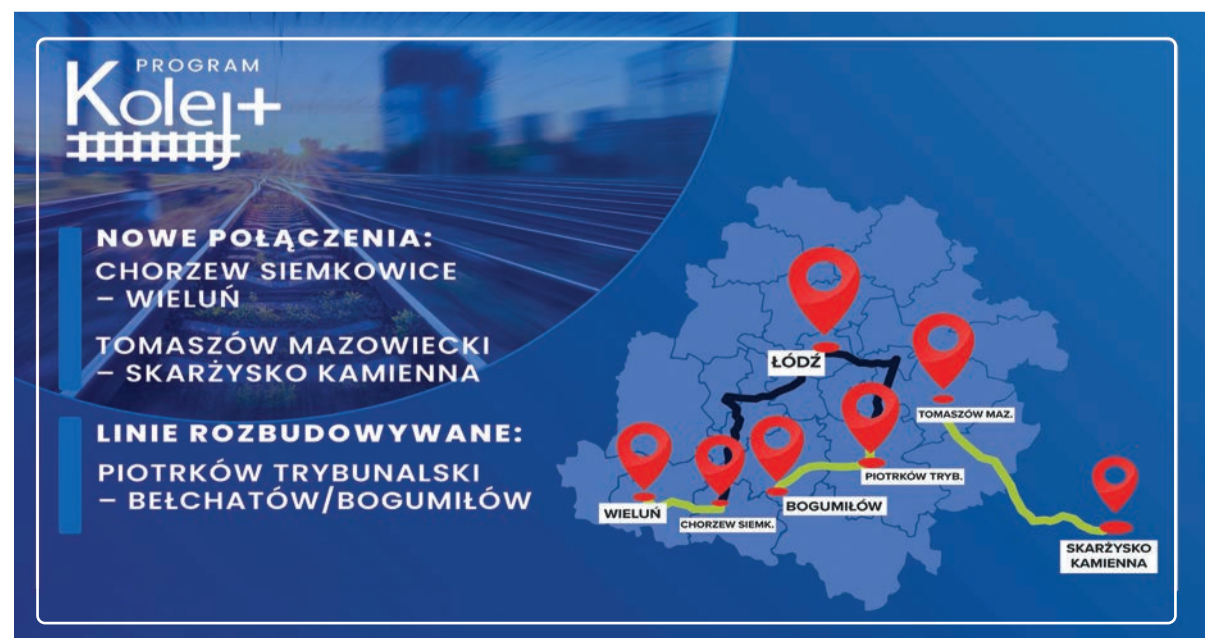 PROGRAM
Kolej+
NOWE POŁĄCZENIA:
CHORZEW SIEMKOWICE
– WIELUŃ
TOMASZÓW MAZOWIECKI
– SKARŻYSKO KAMIENNA
LINIE ROZBUDOWYWANE:
PIOTRKÓW TRYBUNALSKI
– BEŁCHATÓW/BOGUMIŁÓW
ŁÓDŹ
TOMASZÓW MAZ.
PIOTRKÓW TRYB.
BOGUMIŁÓW
WIELUŃ
CHORZEW SIEMK.
SKARŻYSKO
KAMIENNA